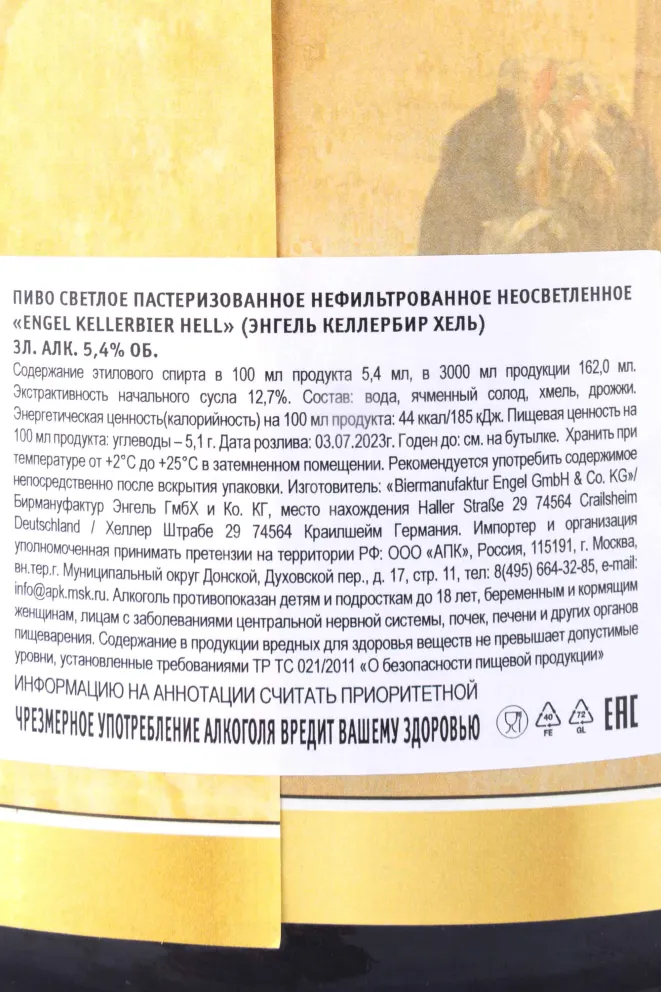 ПИВО СВЕТЛОЕ ПАСТЕРИЗОВАННОЕ НЕФИЛЬТРОВАННОЕ НЕОСВЕТЛЕННОЕ
«ENGEL KELLERBIER HELL» (ЭНГЕЛЬ КЕЛЛЕРБИР ХЕЛЬ)
3Л. АЛК. 5,4% ОБ.
Содержание этилового спирта в 100 мл продукта 5,4 мл, в 3000 мл продукции 162,0 мл.
Экстрактивность начального сусла 12,7%. Состав: вода, ячменный солод, хмель, дрожжи.
Энергетическая ценность(калорийность) на 100 мл продукта: 44 ккал/185 кДж. Пищевая ценность на
100 мл продукта: углеводы – 5,1 г. Дата розлива: 03.07.2023г. Годен до: см. на бутылке. Хранить при
температуре от +2°С до +25°С в затемненном помещении. Рекомендуется употребить содержимое
непосредственно после вскрытия упаковки. Изготовитель: «Biermanufaktur Engel GmbH & Co. KG»/
Бирмануфактур Энгель ГмбХ и Ко. КГ, место нахождения Haller Straße 29 74564 Crailsheim
Deutschland / Хеллер Штрабе 29 74564 Краилшейм Германия. Импортер и организация
уполномоченная принимать претензии на территории РФ: ООО «АПК», Россия, 115191, г. Москва,
вн.тер.г. Муниципальный округ Донской, Духовской пер., д. 17, стр. 11, тел: 8(495) 664-32-85, e-mail:
info@apk.msk.ru. Алкоголь противопоказан детям и подросткам до 18 лет, беременным и кормящим
женщинам, лицам с заболеваниями центральной нервной системы, почек, печени и других органов
пищеварения. Содержание в продукции вредных для здоровья веществ не превышает допустимые
уровни, установленные требованиями ТР ТС 021/2011 «О безопасности пищевой продукции»
ИНФОРМАЦИЮ НА АННОТАЦИИ СЧИТАТЬ ПРИОРИТЕТНОЙ
ЧРЕЗМЕРНОЕ УПОТРЕБЛЕНИЕ АЛКОГОЛЯ ВРЕДИТ ВАШЕМУ ЗДОРОВЬЮ
40 FE 72 GL EAC